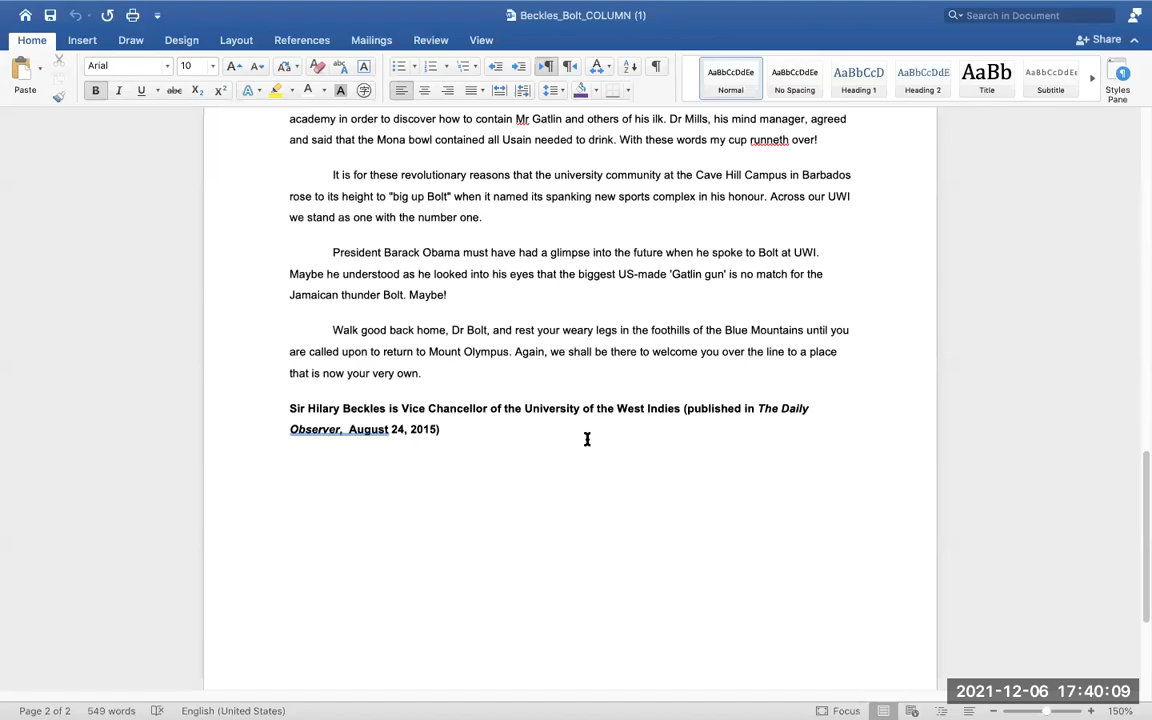 Beckles_Bolt_COLUMN (1)
Search in Document
Home Insert Draw Design Layout References Mailings Review View
Share
Arial 10
Paste
AaBbCcDdEe AaBbCcDdEe AaBbCcD AaBbCcDdE AaBb AaBbCcDdEe
Normal No Spacing Heading 1 Heading 2 Title Subtitle
Styles
Pane
academy in order to discover how to contain Mr Gatlin and others of his ilk. Dr Mills, his mind manager, agreed
and said that the Mona bowl contained all Usain needed to drink. With these words my cup runneth over!
It is for these revolutionary reasons that the university community at the Cave Hill Campus in Barbados
rose to its height to "big up Bolt" when it named its spanking new sports complex in his honour. Across our UWI
we stand as one with the number one.
President Barack Obama must have had a glimpse into the future when he spoke to Bolt at UWI.
Maybe he understood as he looked into his eyes that the biggest US-made 'Gatlin gun' is no match for the
Jamaican thunder Bolt. Maybe!
Walk good back home, Dr Bolt, and rest your weary legs in the foothills of the Blue Mountains until you
are called upon to return to Mount Olympus. Again, we shall be there to welcome you over the line to a place
that is now your very own.
Sir Hilary Beckles is Vice Chancellor of the University of the West Indies (published in The Daily
Observer, August 24, 2015)
2021-12-06 17:40:09
Page 2 of 2 549 words English (United States) Focus 150%